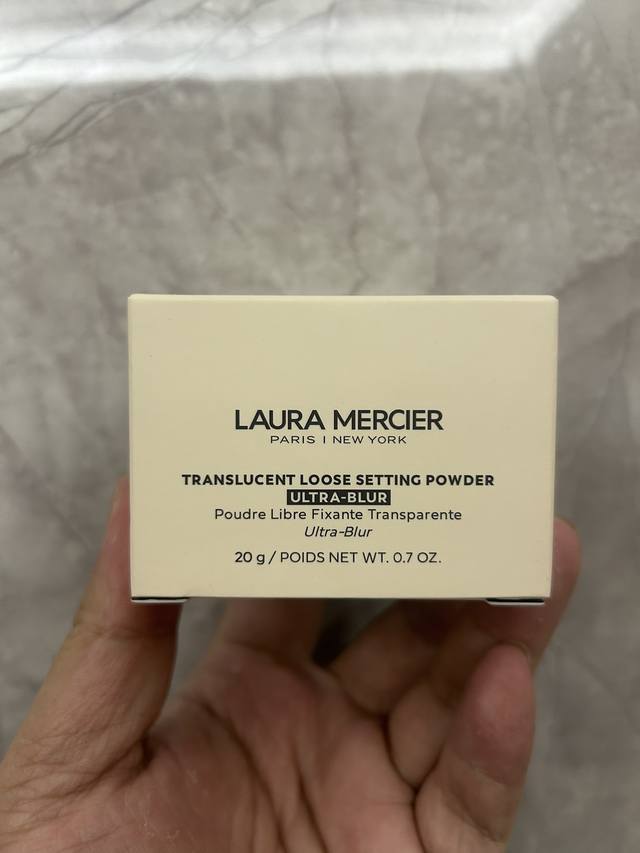 LAURA MERCIER
PARIS | NEW YORK
TRANSLUCENT LOOSE SETTING POWDER
ULTRA-BLUR
Poudre Libre Fixante Transparente
Ultra-Blur
20 g / POIDS NET WT. 0.7 OZ.